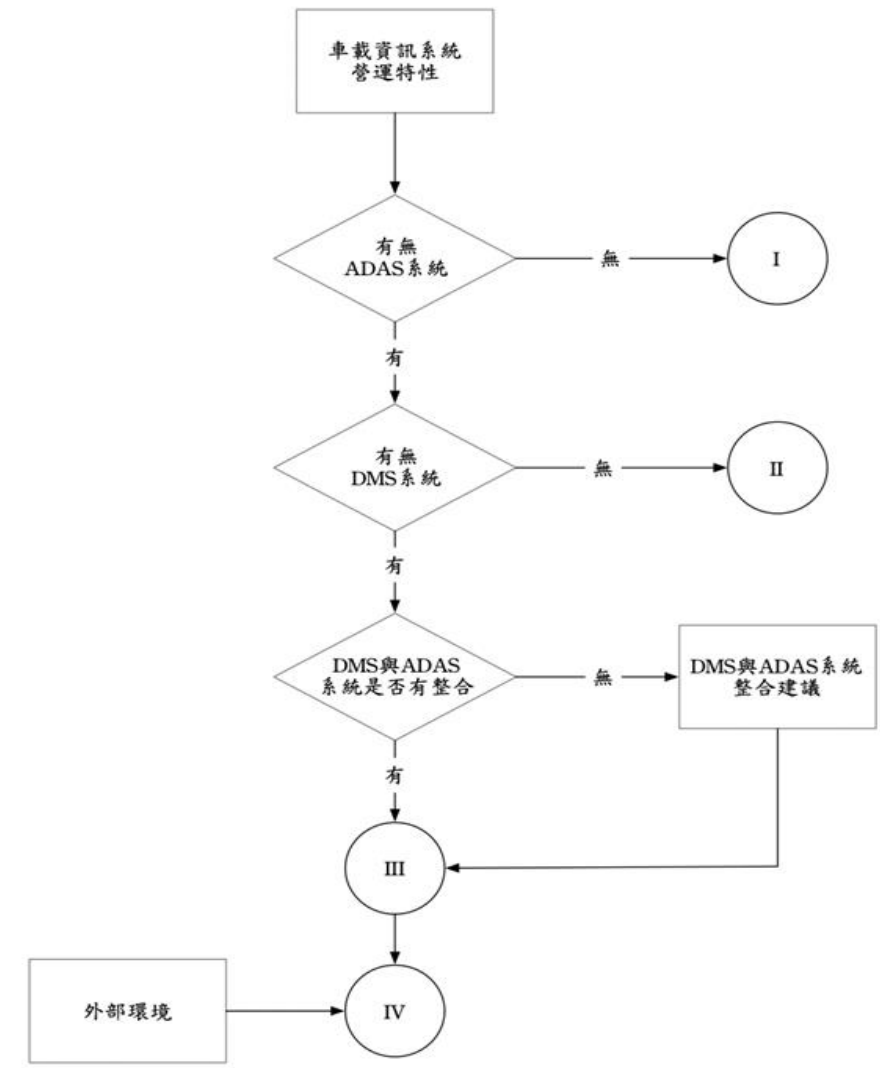 車載資訊系統
營運特性
有無
ADAS系統
無
I
有
有無
DMS系統
無
II
有
DMS與ADAS
系統是否有整合
無
DMS與ADAS系統
整合建議
有
III
外部環境
IV